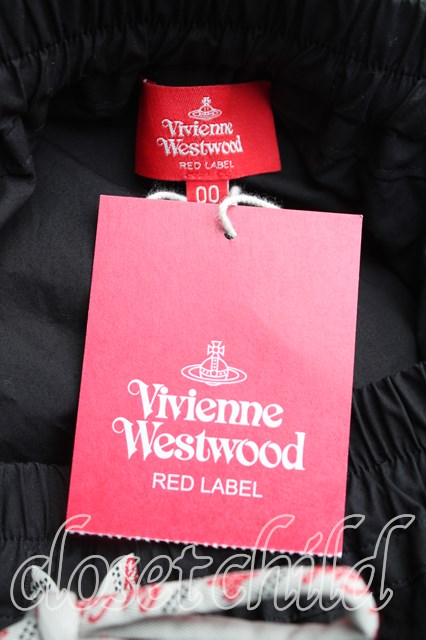 Vivienne
Westwood
RED LABEL
00
Vivienne
Westwood
RED LABEL
closetchild